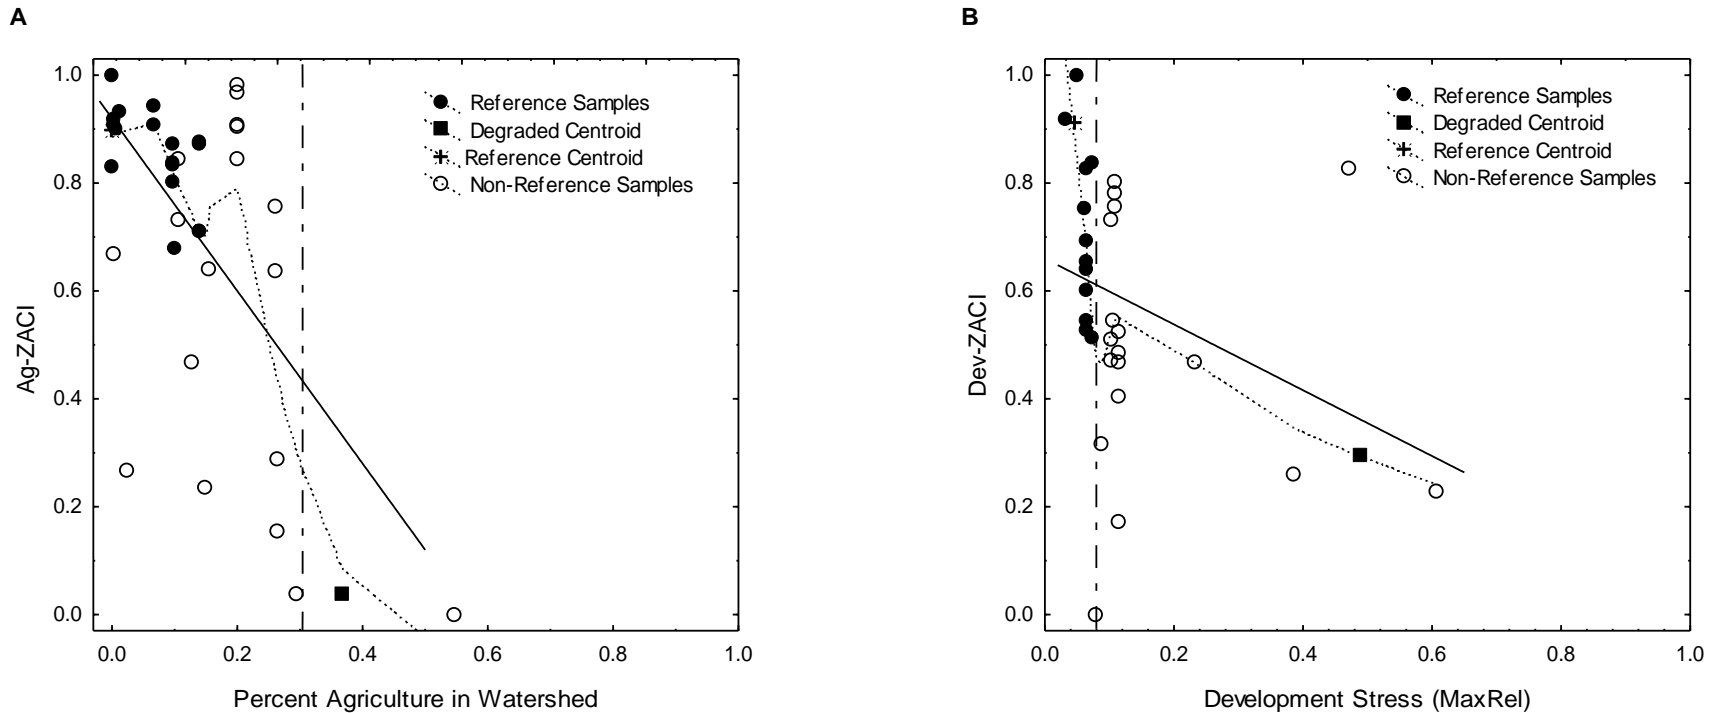 A
Ag-ZACI
1.0
0.8
0.6
0.4
0.2
0.0
Reference Samples
Degraded Centroid
Reference Centroid
Non-Reference Samples
0.0 0.2 0.4 0.6 0.8 1.0
Percent Agriculture in Watershed
B
Dev-ZACI
1.0
0.8
0.6
0.4
0.2
0.0
Reference Samples
Degraded Centroid
Reference Centroid
Non-Reference Samples
0.0 0.2 0.4 0.6 0.8 1.0
Development Stress (MaxRel)